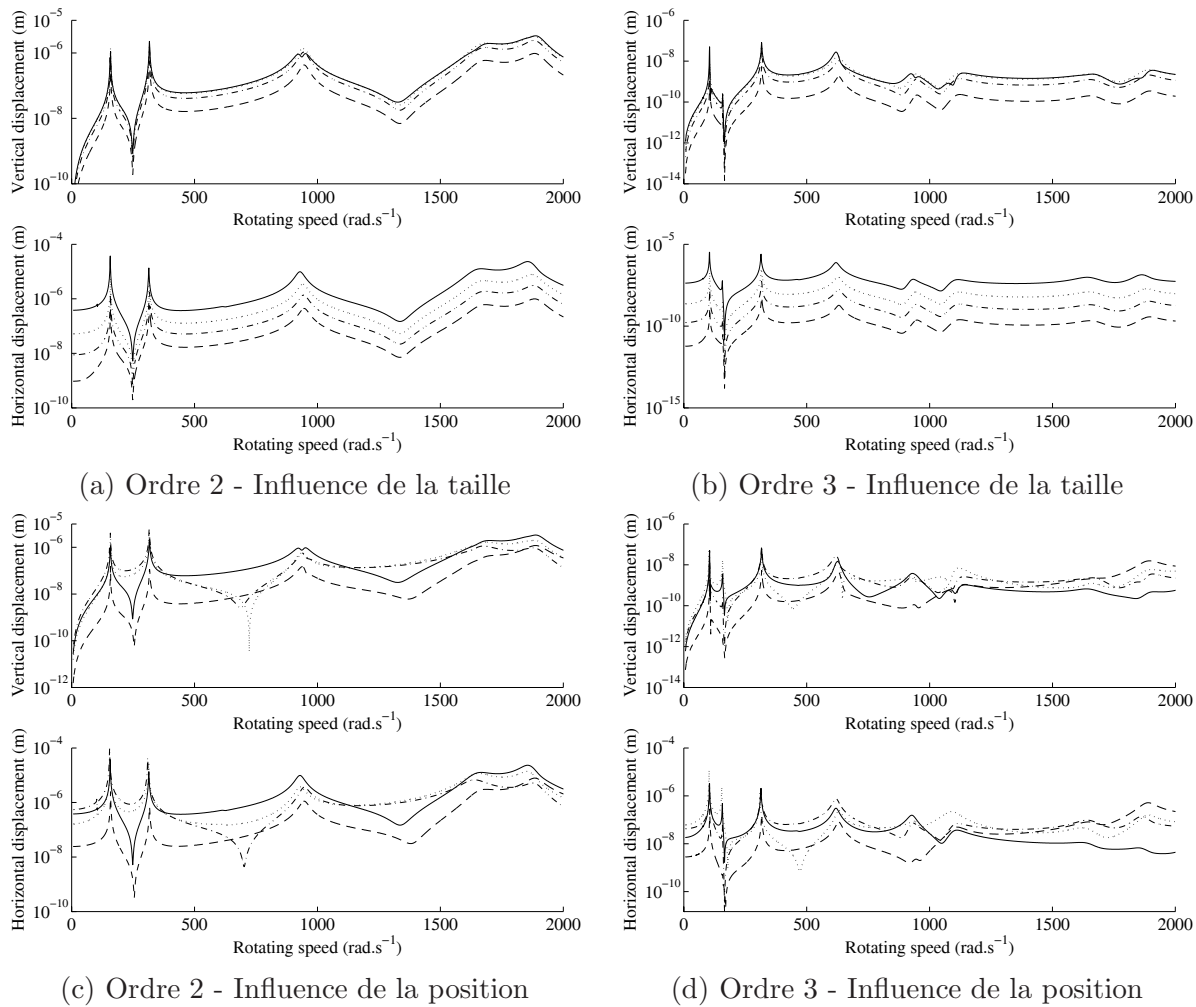 Vertical displacement (m)
10⁻⁵
10⁻⁶
10⁻⁸
10⁻¹⁰
0 500 1000 1500 2000
Rotating speed (rad.s⁻¹)
Horizontal displacement (m)
10⁻⁴
10⁻⁶
10⁻⁸
10⁻¹⁰
0 500 1000 1500 2000
Rotating speed (rad.s⁻¹)
(a) Ordre 2 - Influence de la taille
Vertical displacement (m)
10⁻⁶
10⁻⁸
10⁻¹⁰
10⁻¹²
10⁻¹⁴
0 500 1000 1500 2000
Rotating speed (rad.s⁻¹)
Horizontal displacement (m)
10⁻⁵
10⁻¹⁰
10⁻¹⁵
0 500 1000 1500 2000
Rotating speed (rad.s⁻¹)
(b) Ordre 3 - Influence de la taille
Vertical displacement (m)
10⁻⁵
10⁻⁶
10⁻⁸
10⁻¹⁰
10⁻¹²
0 500 1000 1500 2000
Rotating speed (rad.s⁻¹)
Horizontal displacement (m)
10⁻⁴
10⁻⁶
10⁻⁸
10⁻¹⁰
0 500 1000 1500 2000
Rotating speed (rad.s⁻¹)
(c) Ordre 2 - Influence de la position
Vertical displacement (m)
10⁻⁶
10⁻⁸
10⁻¹⁰
10⁻¹²
10⁻¹⁴
0 500 1000 1500 2000
Rotating speed (rad.s⁻¹)
Horizontal displacement (m)
10⁻⁴
10⁻⁶
10⁻⁸
10⁻¹⁰
0 500 1000 1500 2000
Rotating speed (rad.s⁻¹)
(d) Ordre 3 - Influence de la position